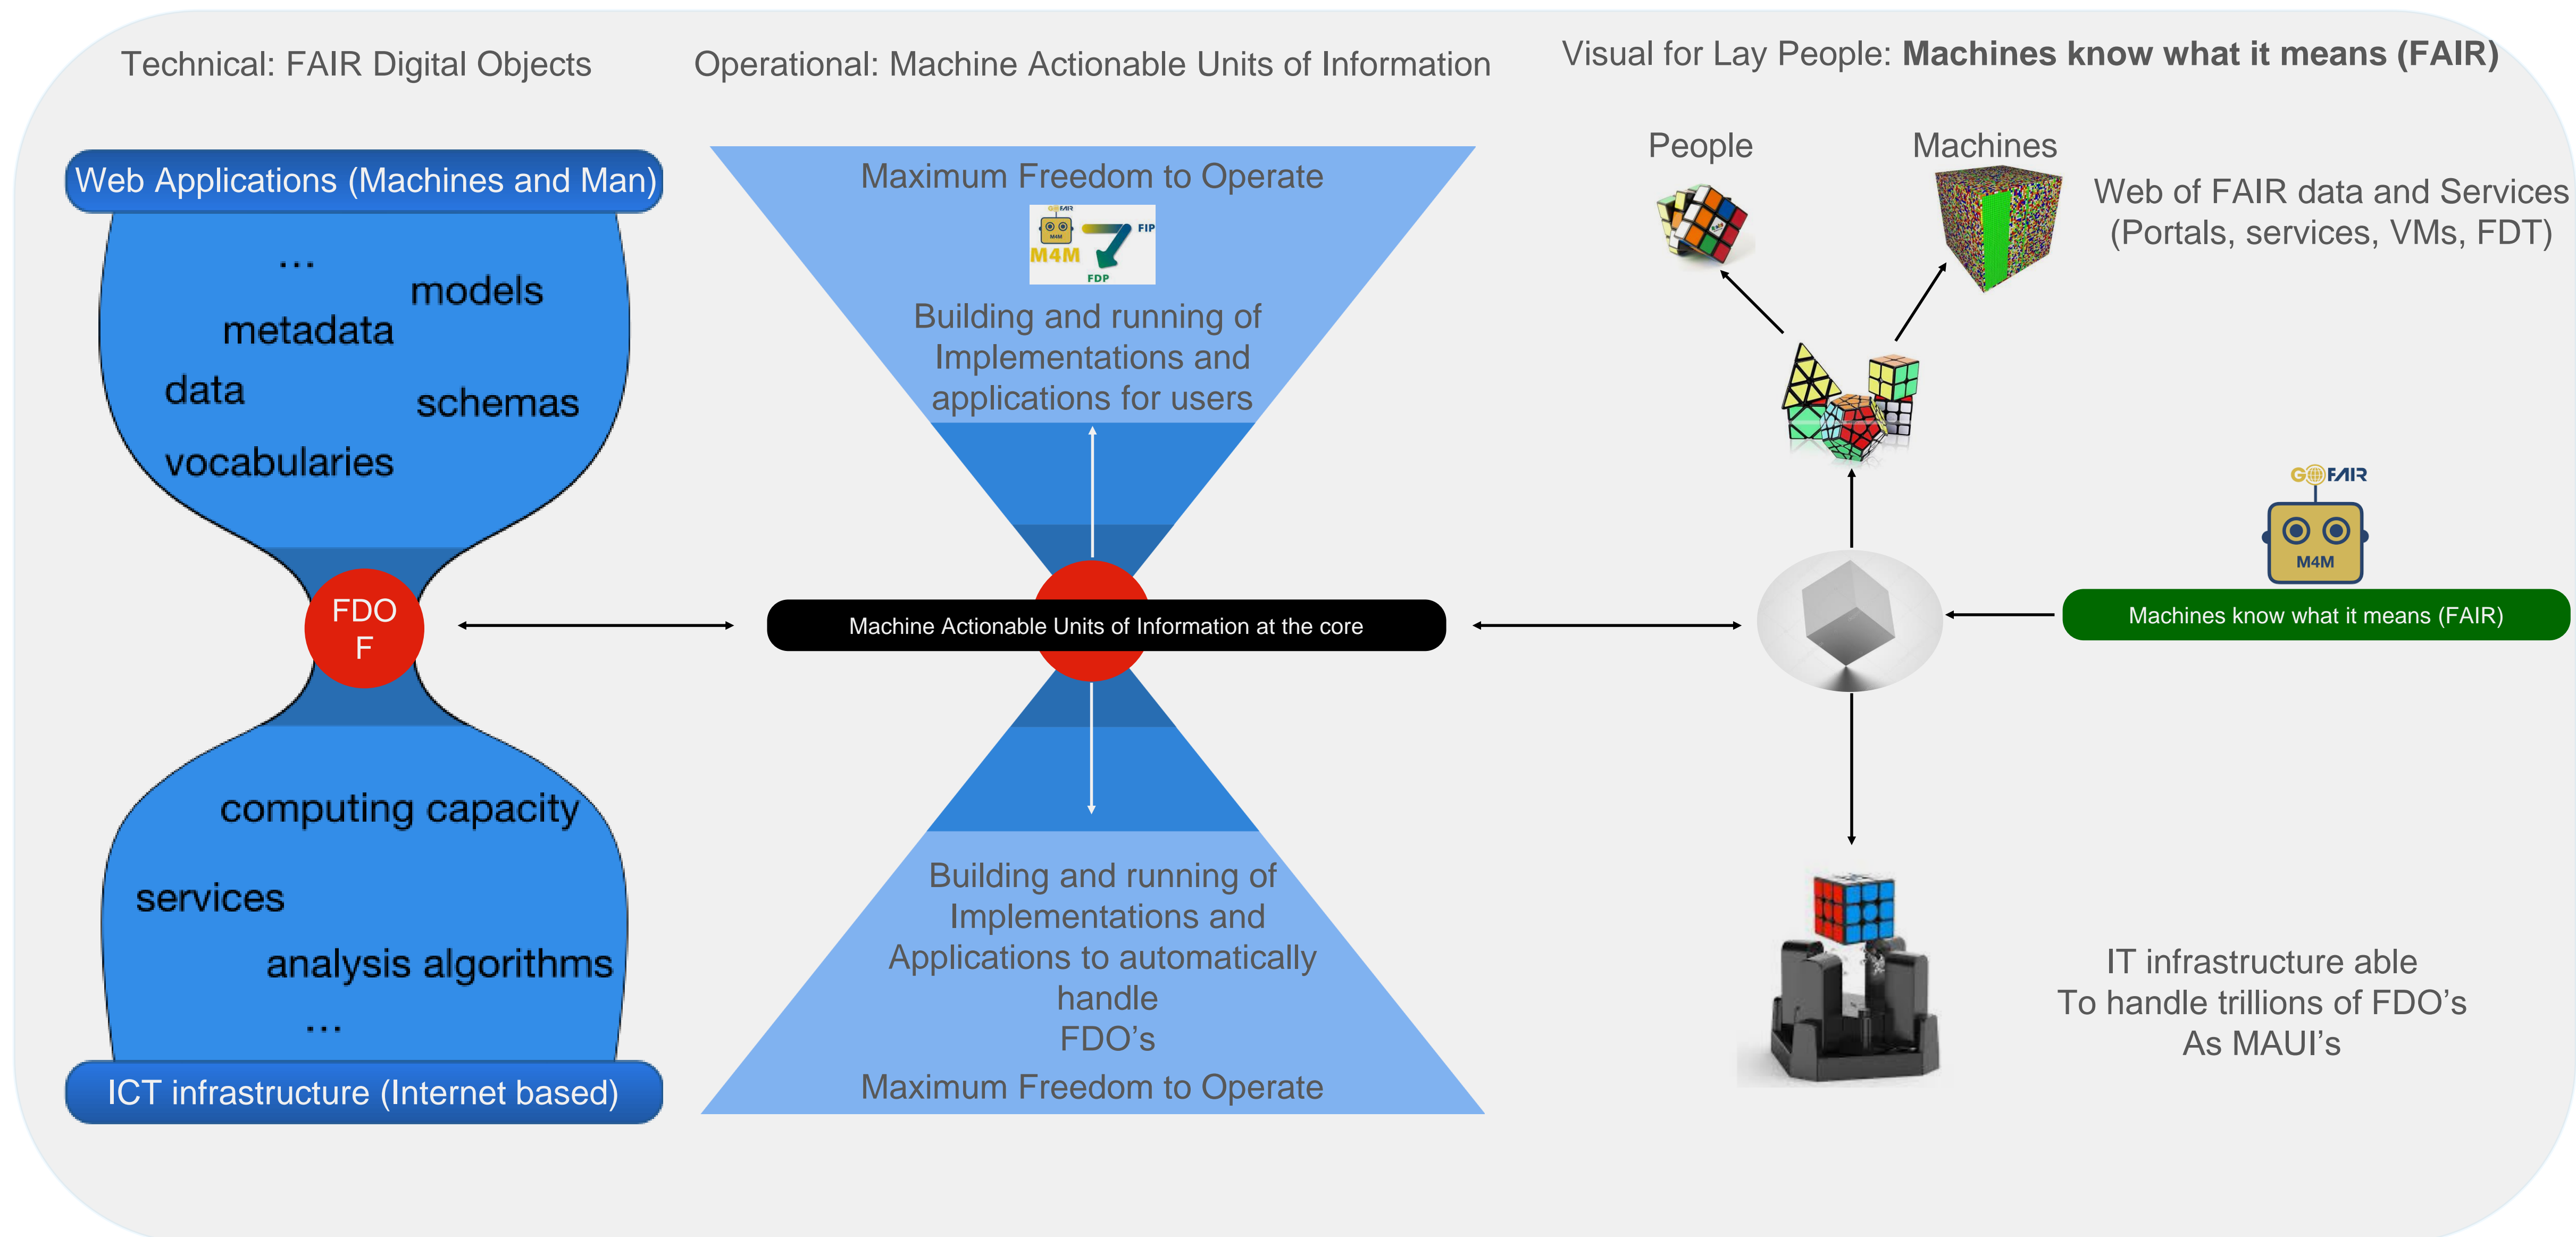 Technical: FAIR Digital Objects
Web Applications (Machines and Man)
...
models
metadata
data
schemas
vocabularies
FDO
F
computing capacity
services
analysis algorithms
...
ICT infrastructure (Internet based)
Operational: Machine Actionable Units of Information
Maximum Freedom to Operate
GO FAIR
M4M
M4M
FIP
FDP
Building and running of
Implementations and
applications for users
Machine Actionable Units of Information at the core
Building and running of
Implementations and
Applications to automatically
handle
FDO’s
Maximum Freedom to Operate
Visual for Lay People: Machines know what it means (FAIR)
People
Machines
Web of FAIR data and Services
(Portals, services, VMs, FDT)
GO FAIR
M4M
Machines know what it means (FAIR)
IT infrastructure able
To handle trillions of FDO’s
As MAUI’s